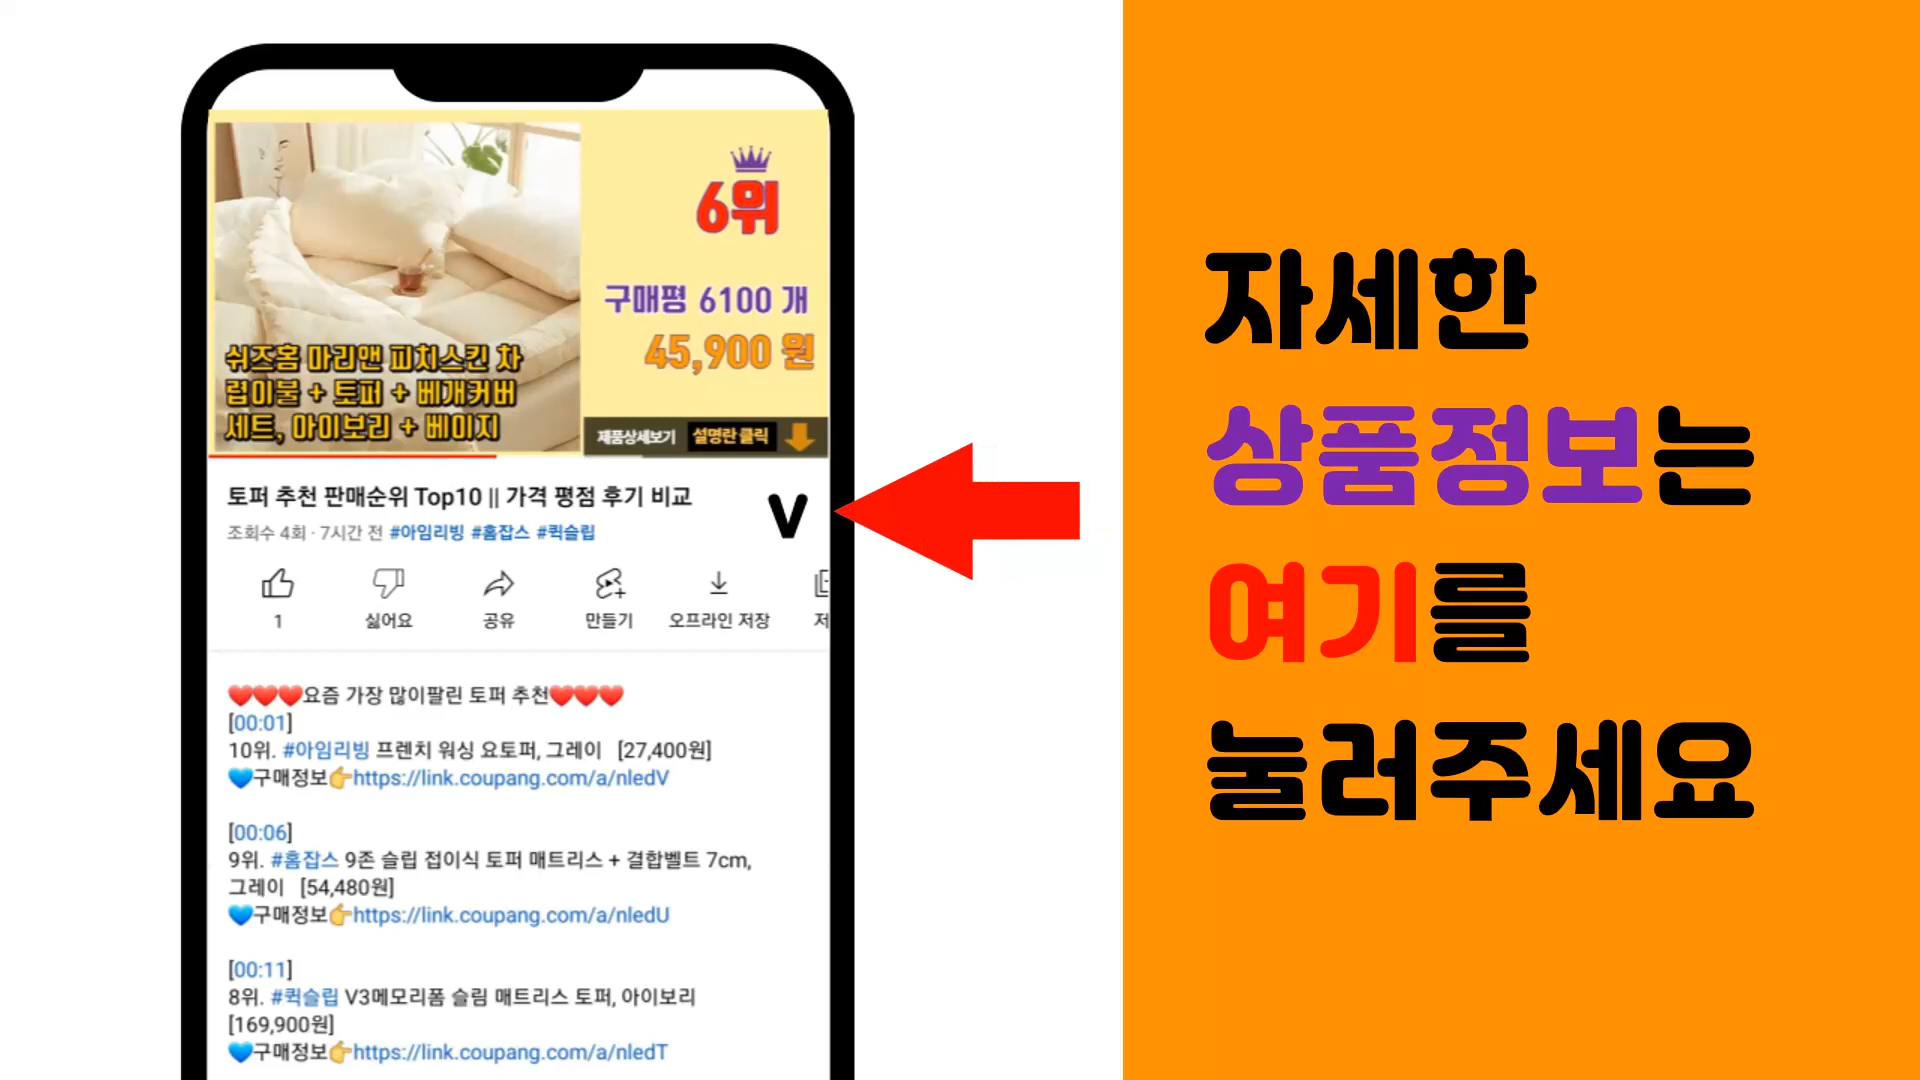 6위
구매평 6100 개
45,900 원
쉬즈홈 마리앤 피치스킨 차
렵이불 + 토퍼 + 베개커버
세트, 아이보리 + 베이지
제품상세보기 설명란 클릭
토퍼 추천 판매순위 Top10 || 가격 평점 후기 비교
V
조회수 4회 · 7시간 전 #아임리빙 #홈잡스 #퀵슬립
1 싫어요 공유 만들기 오프라인 저장 저
❤️❤️❤️요즘 가장 많이팔린 토퍼 추천❤️❤️❤️
[00:01]
10위. #아임리빙 프렌치 워싱 요토퍼, 그레이 [27,400원]
💙구매정보👉https://link.coupang.com/a/nledV
[00:06]
9위. #홈잡스 9존 슬립 접이식 토퍼 매트리스 + 결합벨트 7cm,
그레이 [54,480원]
💙구매정보👉https://link.coupang.com/a/nledU
[00:11]
8위. #퀵슬립 V3메모리폼 슬림 매트리스 토퍼, 아이보리
[169,900원]
💙구매정보👉https://link.coupang.com/a/nledT
자세한
상품정보는
여기를
눌러주세요